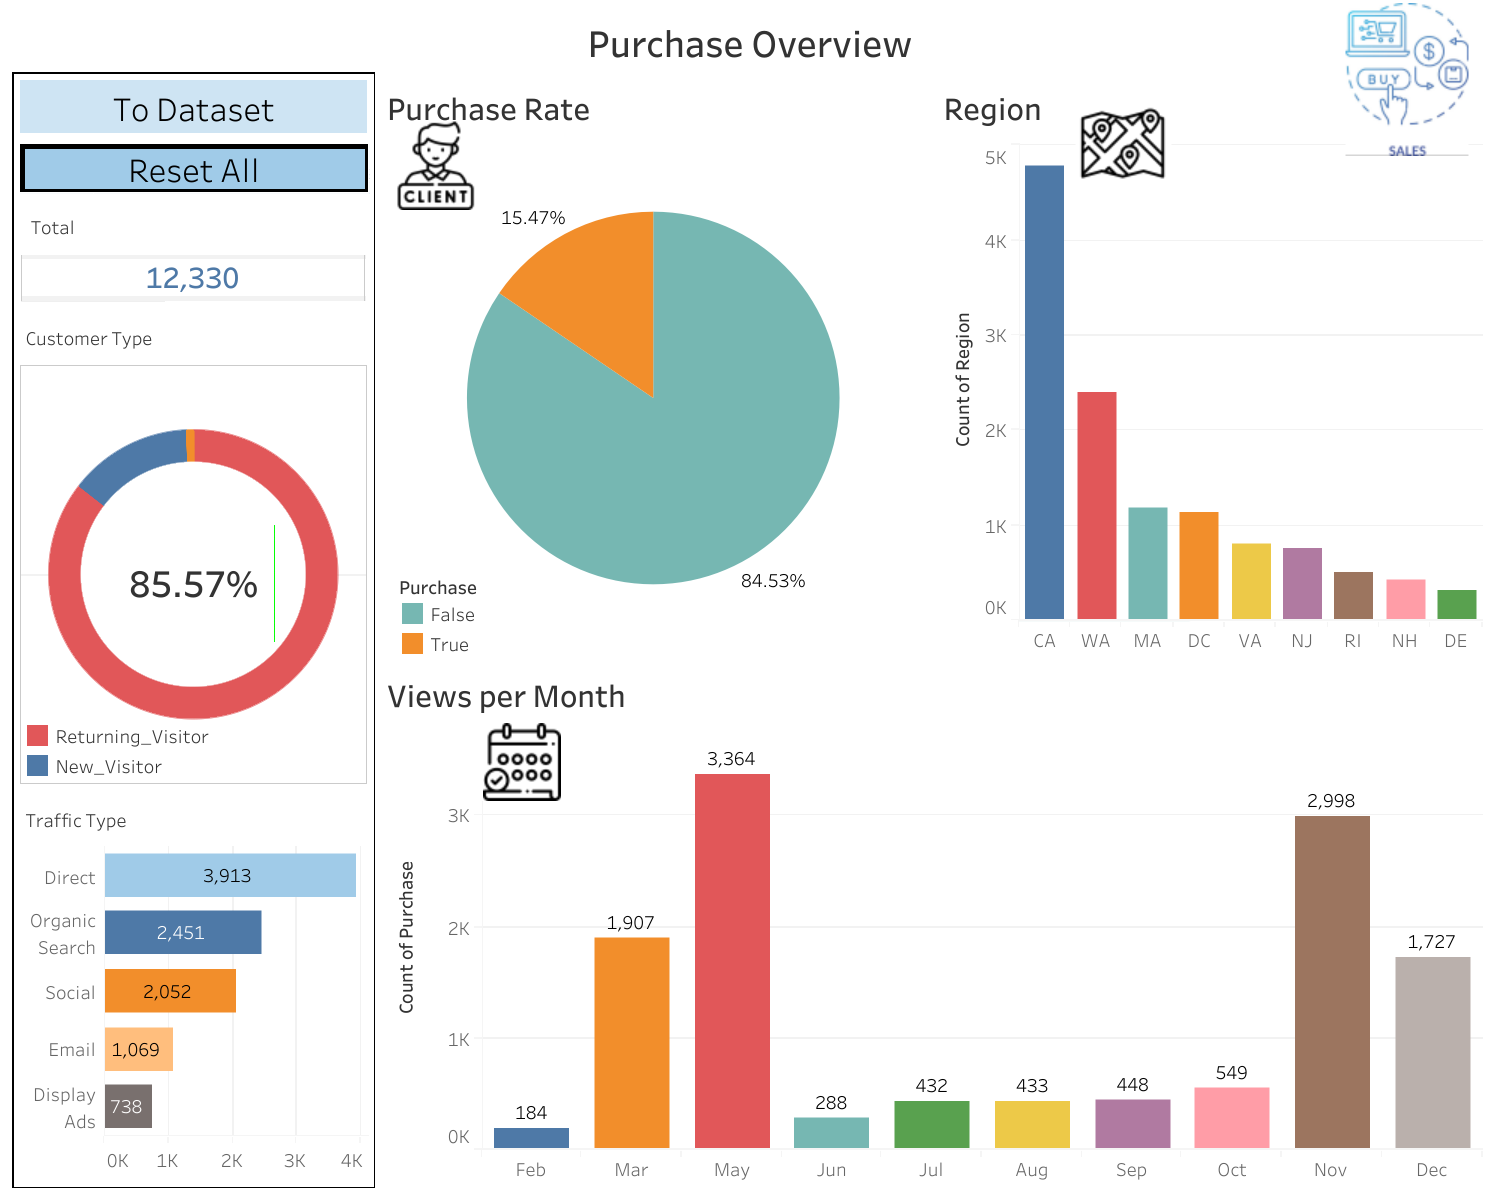 Purchase Overview
BUY
$
SALES
To Dataset
Reset All
Total
12,330
Customer Type
85.57%
Returning_Visitor
New_Visitor
Traffic Type
Direct
3,913
Organic
Search
2,451
Social
2,052
Email
1,069
Display
Ads
738
0K 1K 2K 3K 4K
Purchase Rate
CLIENT
15.47%
84.53%
Purchase
False
True
Region
Count of Region
5K
4K
3K
2K
1K
0K
CA WA MA DC VA NJ RI NH DE
Views per Month
Count of Purchase
3K
2K
1K
0K
184
1,907
3,364
288
432
433
448
549
2,998
1,727
Feb Mar May Jun Jul Aug Sep Oct Nov Dec